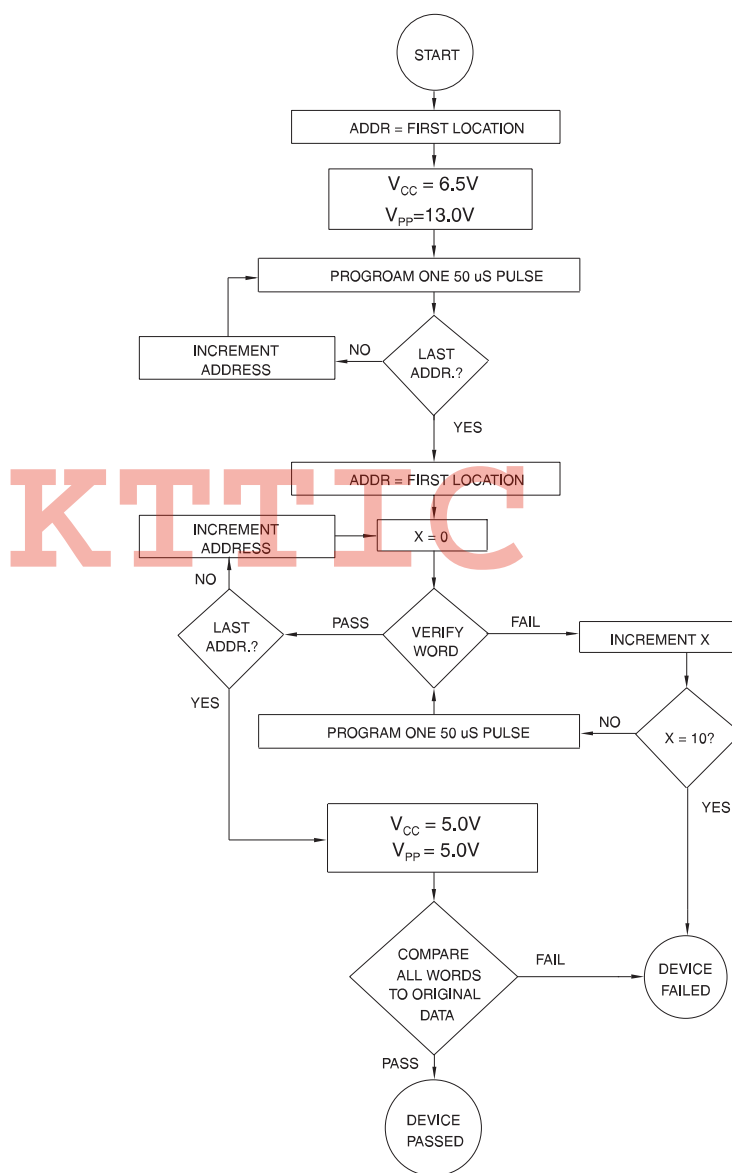 START
ADDR = FIRST LOCATION
VCC = 6.5V
VPP=13.0V
PROGROAM ONE 50 uS PULSE
INCREMENT
ADDRESS
NO
LAST
ADDR.?
YES
ADDR = FIRST LOCATION
KTTIC
INCREMENT
ADDRESS
X = 0
NO
LAST
ADDR.?
PASS
VERIFY
WORD
FAIL
INCREMENT X
YES
PROGRAM ONE 50 uS PULSE
NO
X = 10?
YES
VCC = 5.0V
VPP = 5.0V
COMPARE
ALL WORDS
TO ORIGINAL
DATA
FAIL
DEVICE
FAILED
PASS
DEVICE
PASSED